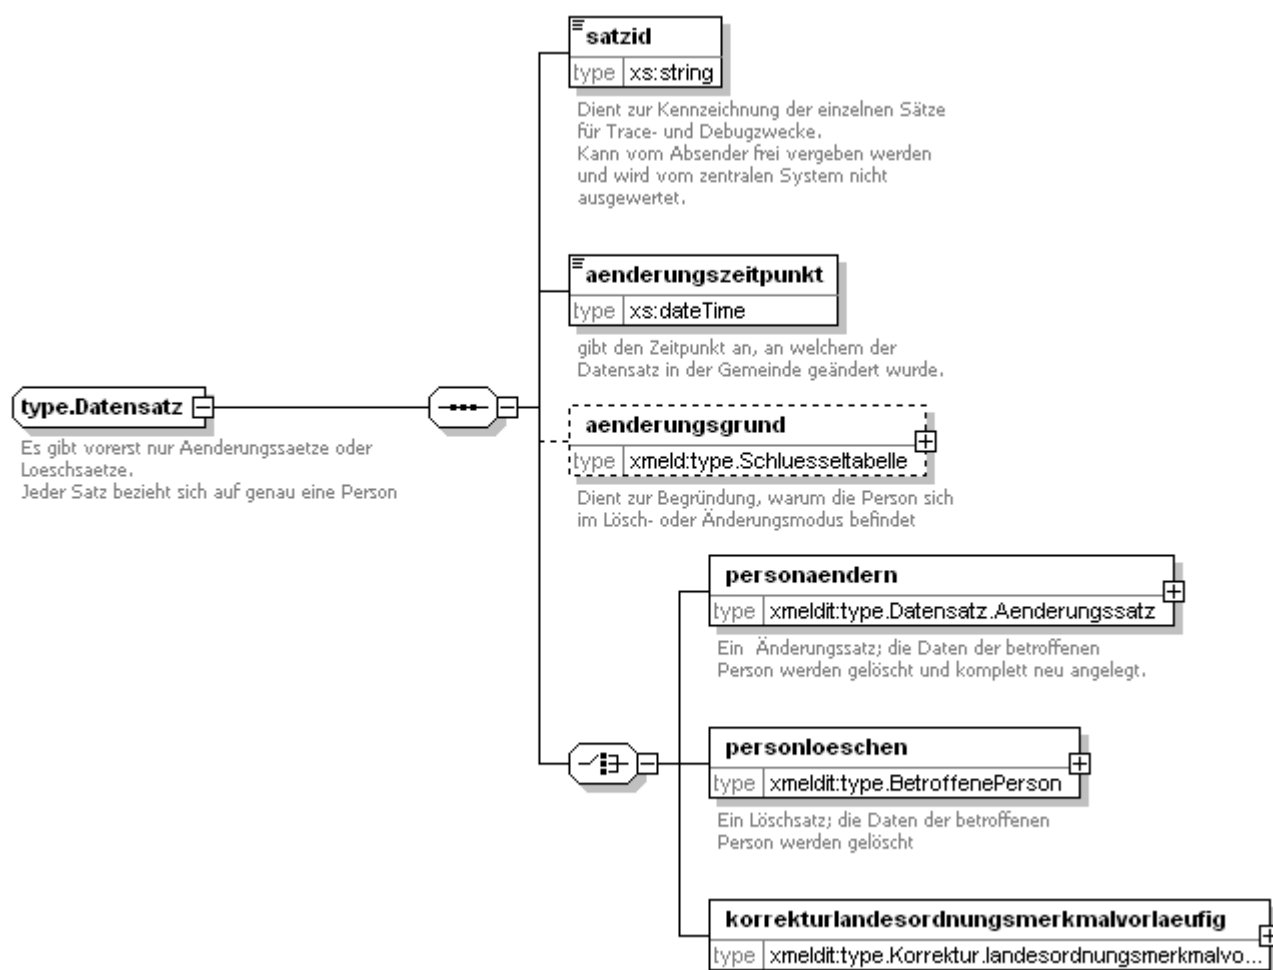 satzid
type xs:string
Dient zur Kennzeichnung der einzelnen Sätze
für Trace- und Debugzwecke.
Kann vom Absender frei vergeben werden
und wird vom zentralen System nicht
ausgewertet.
aenderungszeitpunkt
type xs:dateTime
gibt den Zeitpunkt an, an welchem der
Datensatz in der Gemeinde geändert wurde.
type.Datensatz
Es gibt vorerst nur Aenderungssaetze oder
Loeschsaetze.
Jeder Satz bezieht sich auf genau eine Person
aenderungsgrund
type xmeld:type.Schluesseltabelle
Dient zur Begründung, warum die Person sich
im Lösch- oder Änderungsmodus befindet
personaendern
type xmeldit:type.Datensatz.Aenderungssatz
Ein Änderungssatz; die Daten der betroffenen
Person werden gelöscht und komplett neu angelegt.
personloeschen
type xmeldit:type.BetroffenePerson
Ein Löschsatz; die Daten der betroffenen
Person werden gelöscht
korrekturlandesordnungsmerkmalvorlaeufig
type xmeldit:type.Korrektur.landesordnungsmerkmalvo...